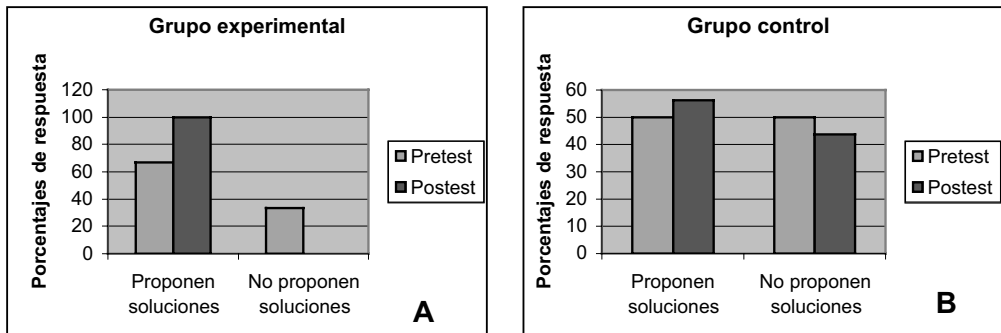 Grupo experimental
Porcentajes de respuesta
120
100
80
60
40
20
0
Proponen
soluciones
No proponen
soluciones
Pretest
Postest
A
Grupo control
Porcentajes de respuesta
60
50
40
30
20
10
0
Proponen
soluciones
No proponen
soluciones
Pretest
Postest
B